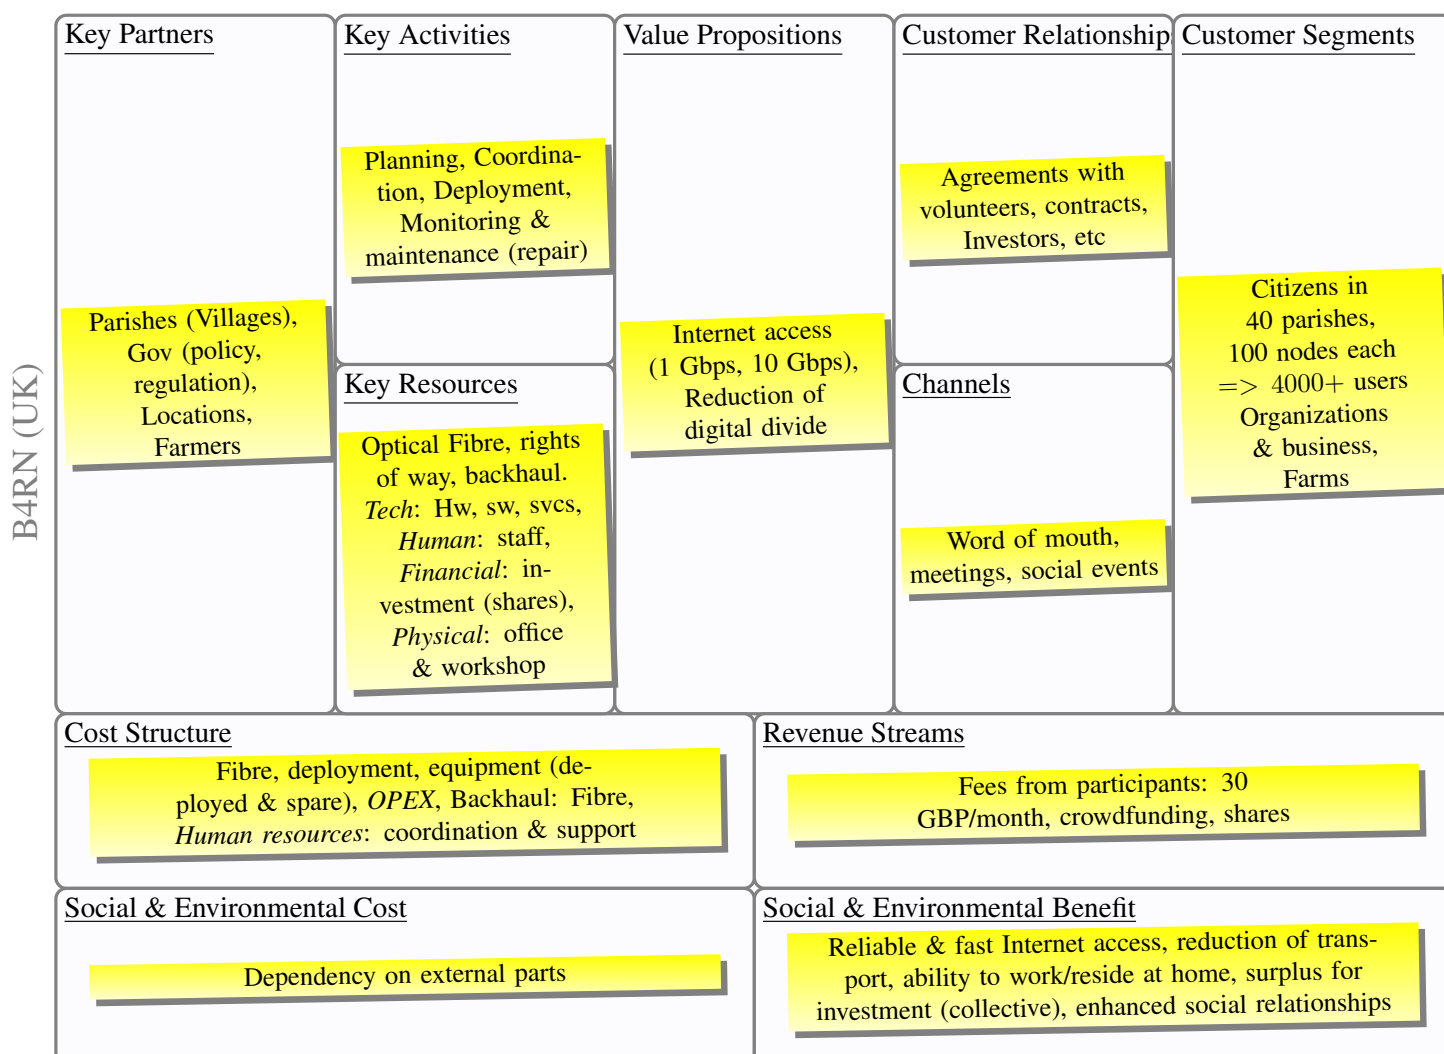 B4RN (UK)
Key Partners
Parishes (Villages),
Gov (policy,
regulation),
Locations,
Farmers
Key Activities
Planning, Coordina-
tion, Deployment,
Monitoring &
maintenance (repair)
Key Resources
Optical Fibre, rights
of way, backhaul.
Tech: Hw, sw, svcs,
Human: staff,
Financial: in-
vestment (shares),
Physical: office
& workshop
Value Propositions
Internet access
(1 Gbps, 10 Gbps),
Reduction of
digital divide
Customer Relationship
Agreements with
volunteers, contracts,
Investors, etc
Channels
Word of mouth,
meetings, social events
Customer Segments
Citizens in
40 parishes,
100 nodes each
=> 4000+ users
Organizations
& business,
Farms
Cost Structure
Fibre, deployment, equipment (de-
ployed & spare), OPEX, Backhaul: Fibre,
Human resources: coordination & support
Revenue Streams
Fees from participants: 30
GBP/month, crowdfunding, shares
Social & Environmental Cost
Dependency on external parts
Social & Environmental Benefit
Reliable & fast Internet access, reduction of trans-
port, ability to work/reside at home, surplus for
investment (collective), enhanced social relationships